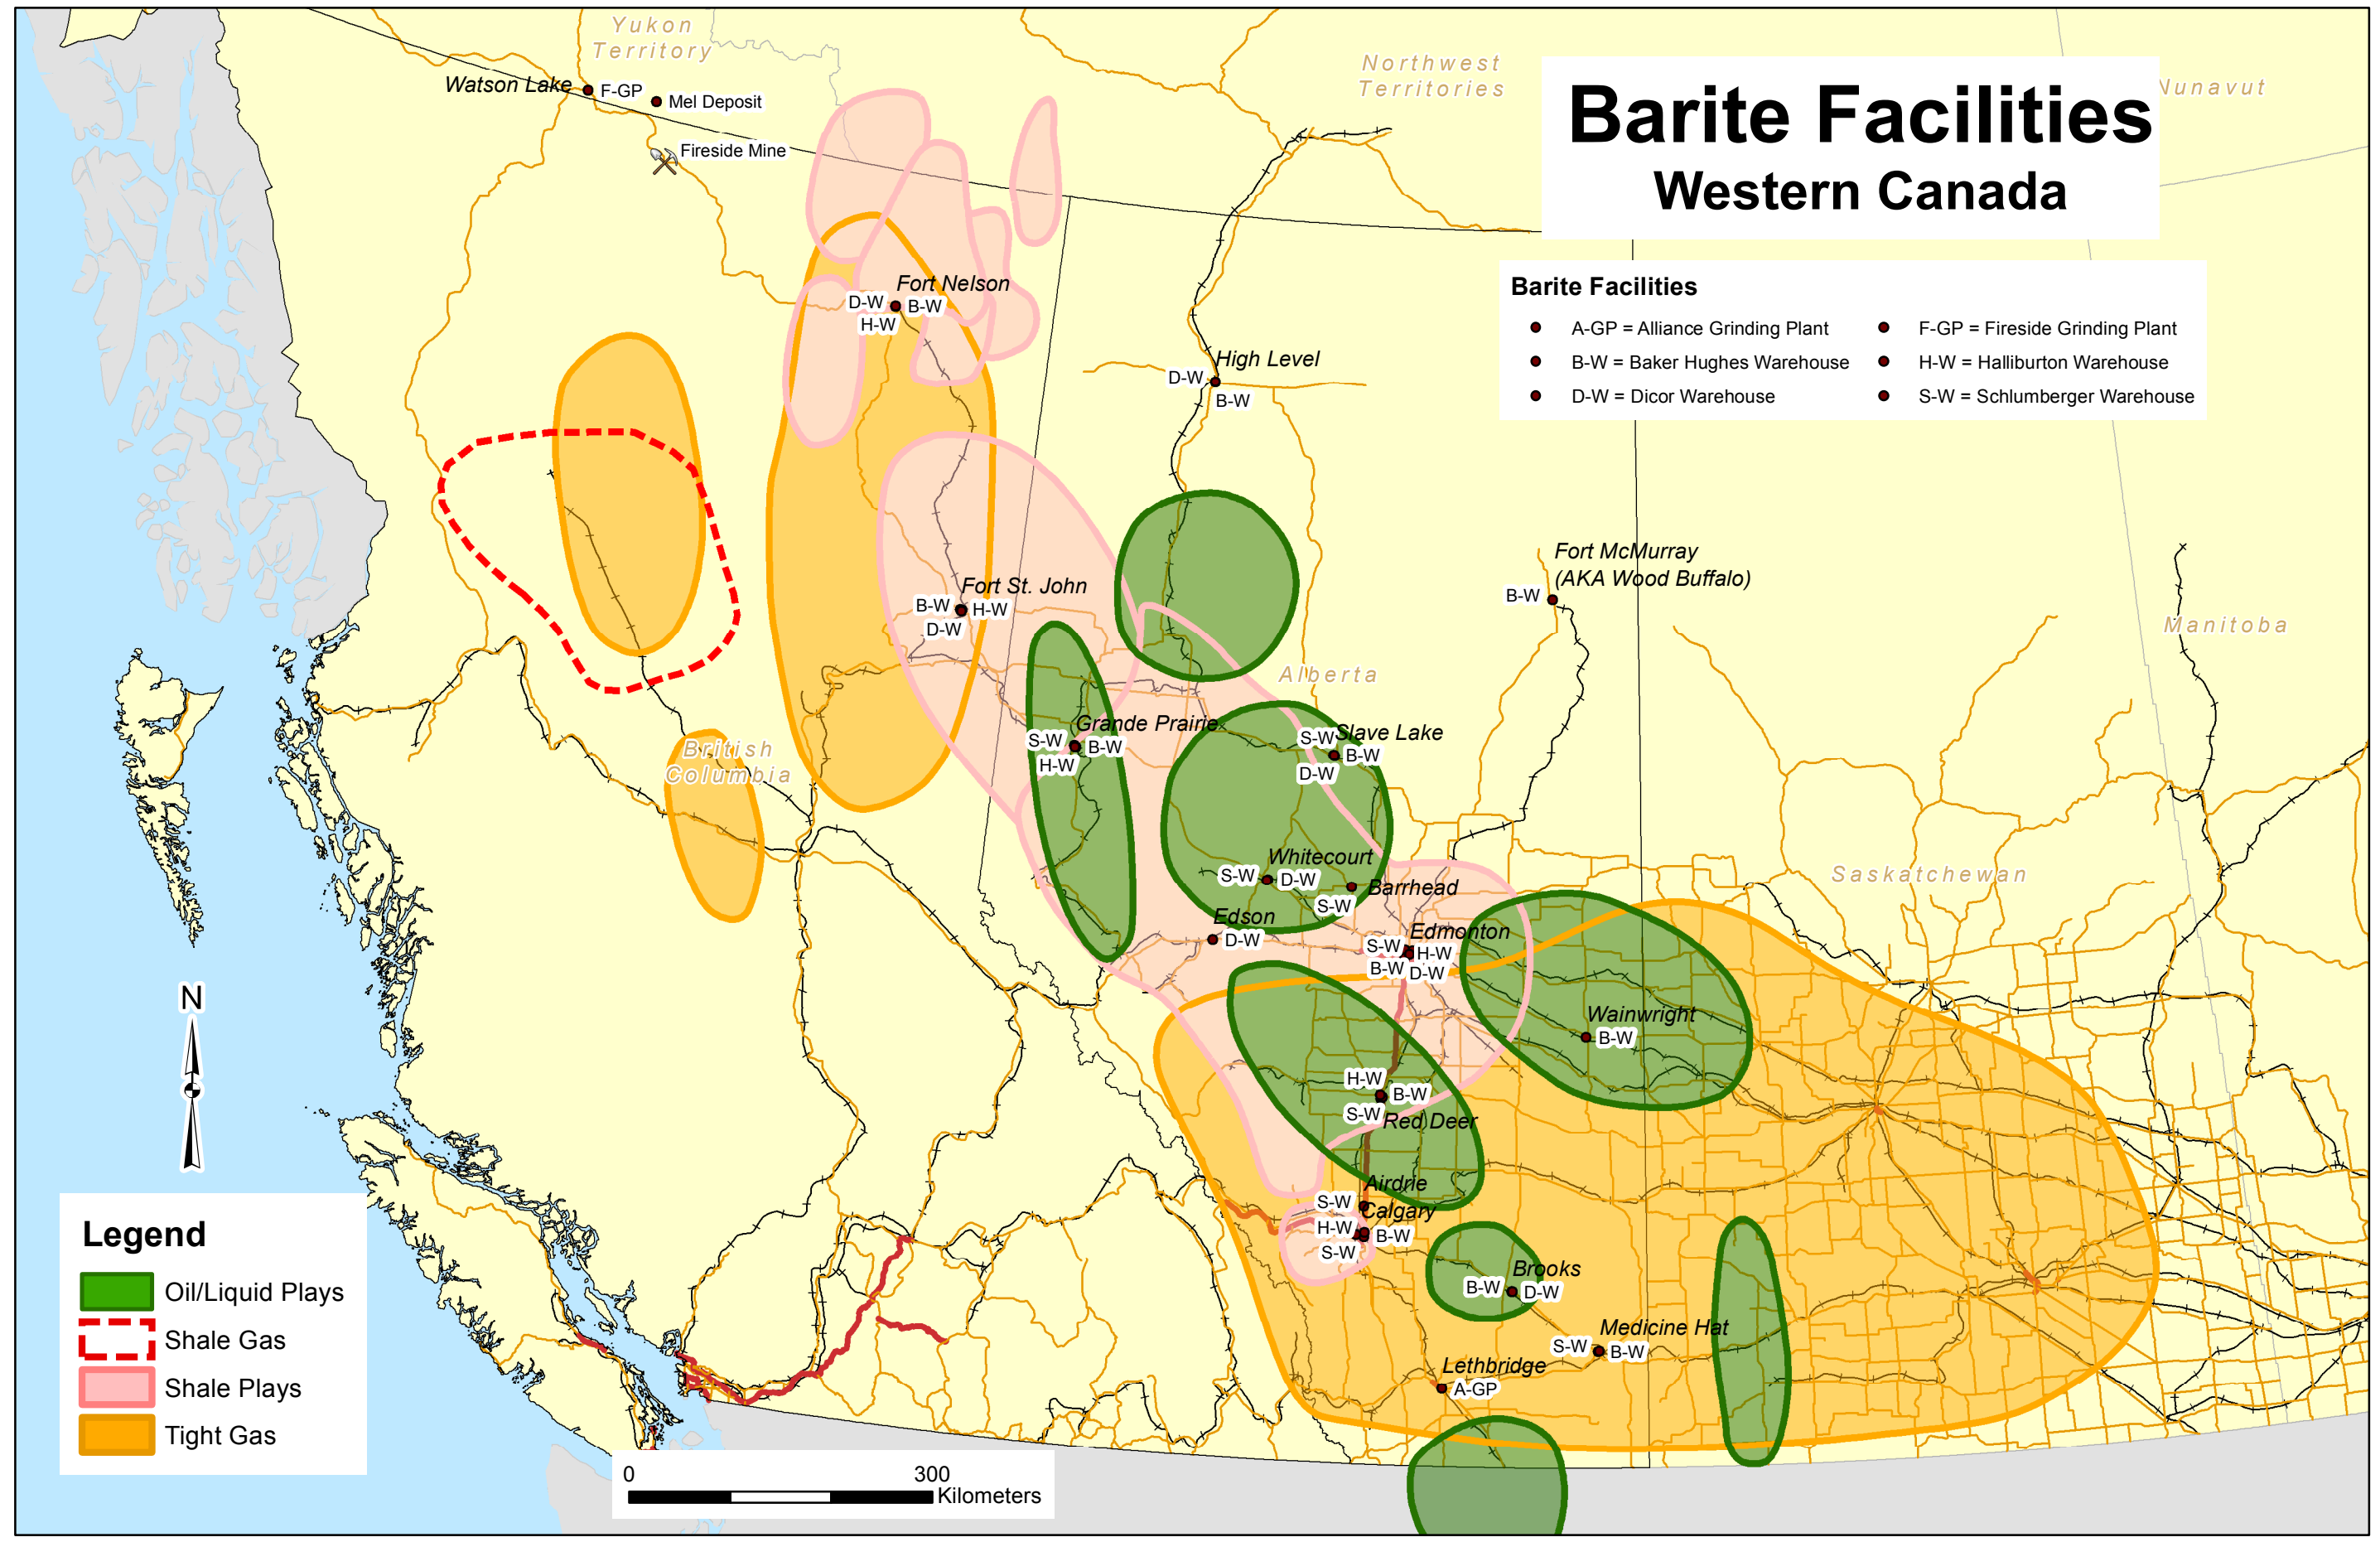 Yukon
Territory
Northwest
Territories
Nunavut
Barite Facilities
Western Canada
Watson Lake
F-GP
Mel Deposit
Fireside Mine
Barite Facilities
A-GP = Alliance Grinding Plant
F-GP = Fireside Grinding Plant
B-W = Baker Hughes Warehouse
H-W = Halliburton Warehouse
D-W = Dicor Warehouse
S-W = Schlumberger Warehouse
Fort Nelson
D-W
B-W
H-W
High Level
D-W
B-W
Fort McMurray
(AKA Wood Buffalo)
B-W
Fort St. John
B-W
H-W
D-W
Manitoba
Alberta
Grande Prairie
S-W
B-W
H-W
Slave Lake
S-W
B-W
D-W
British
Columbia
Whitecourt
S-W
D-W
Barrhead
S-W
Saskatchewan
Edson
D-W
Edmonton
S-W
H-W
B-W
D-W
Wainwright
B-W
H-W
B-W
S-W
Red Deer
Airdrie
S-W
Calgary
H-W
B-W
S-W
Brooks
B-W
D-W
Medicine Hat
S-W
B-W
Lethbridge
A-GP
N
Legend
Oil/Liquid Plays
Shale Gas
Shale Plays
Tight Gas
0
300
Kilometers